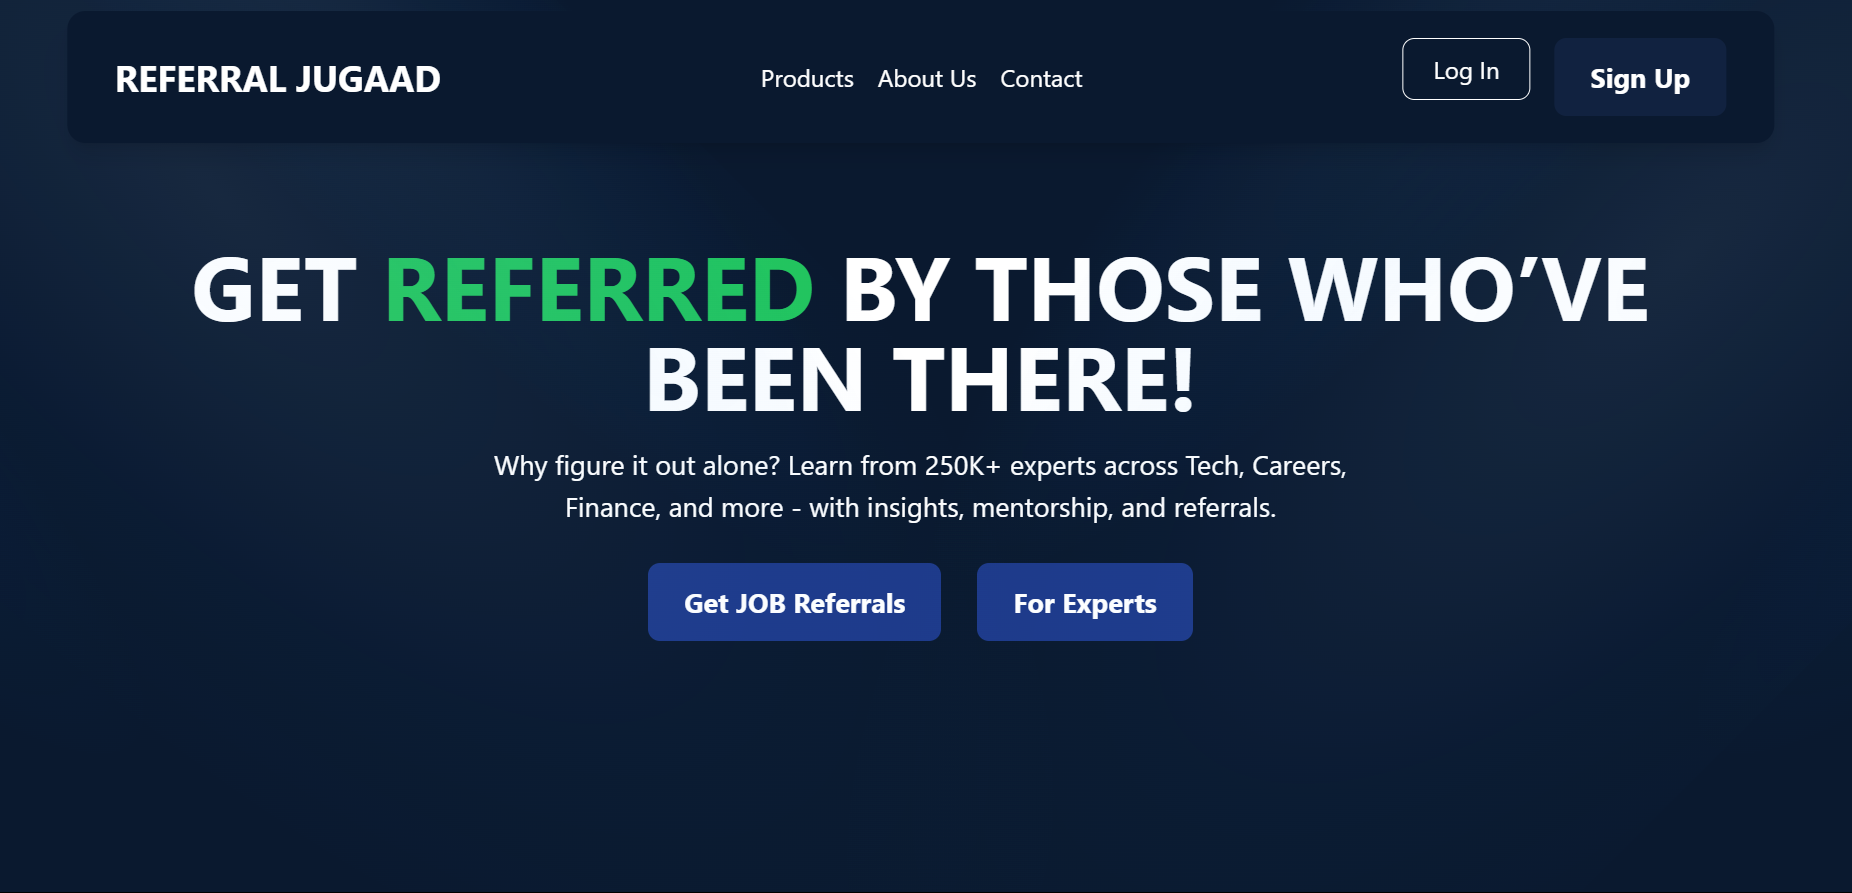 REFERRAL JUGAAD
Products About Us Contact
Log In
Sign Up
GET REFERRED BY THOSE WHO’VE
BEEN THERE!
Why figure it out alone? Learn from 250K+ experts across Tech, Careers,
Finance, and more - with insights, mentorship, and referrals.
Get JOB Referrals
For Experts